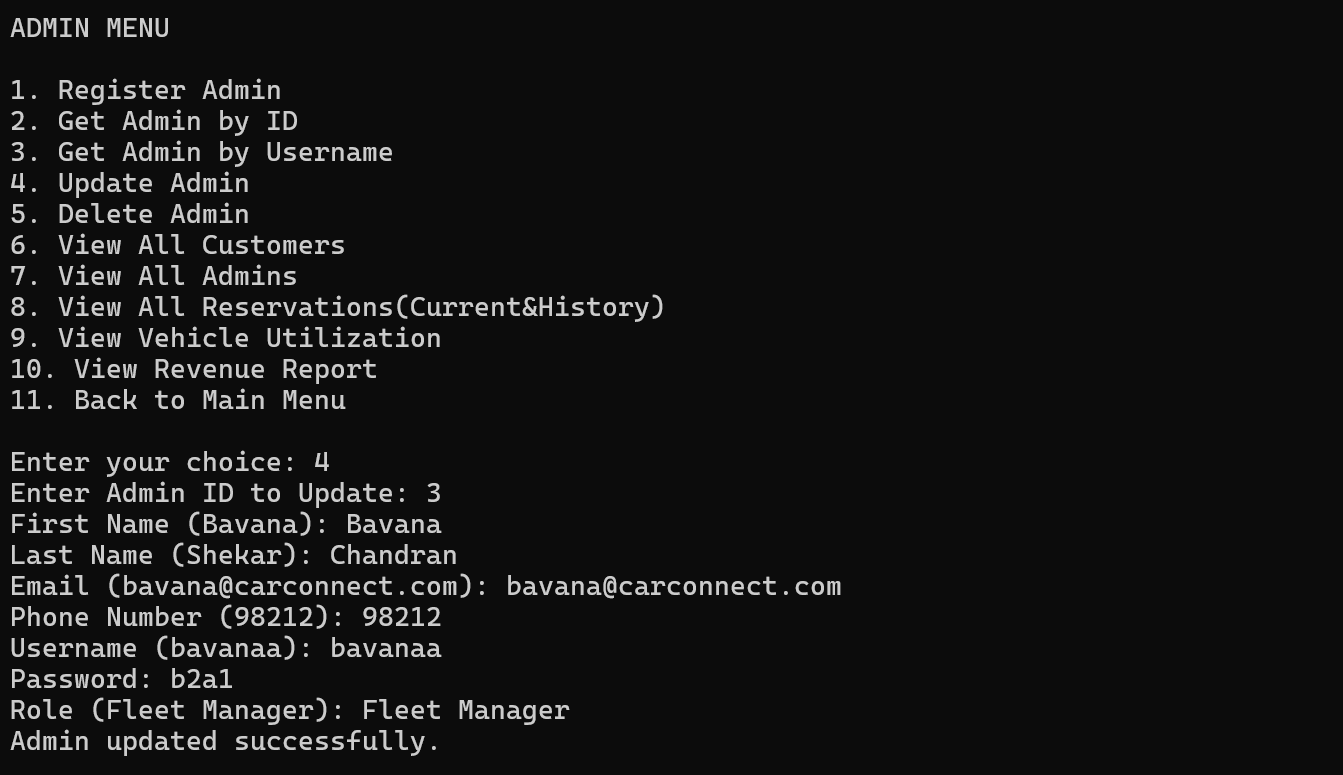 ADMIN MENU
1. Register Admin
2. Get Admin by ID
3. Get Admin by Username
4. Update Admin
5. Delete Admin
6. View All Customers
7. View All Admins
8. View All Reservations(Current&History)
9. View Vehicle Utilization
10. View Revenue Report
11. Back to Main Menu
Enter your choice: 4
Enter Admin ID to Update: 3
First Name (Bavana): Bavana
Last Name (Shekar): Chandran
Email (bavana@carconnect.com): bavana@carconnect.com
Phone Number (98212): 98212
Username (bavanaa): bavanaa
Password: b2a1
Role (Fleet Manager): Fleet Manager
Admin updated successfully.